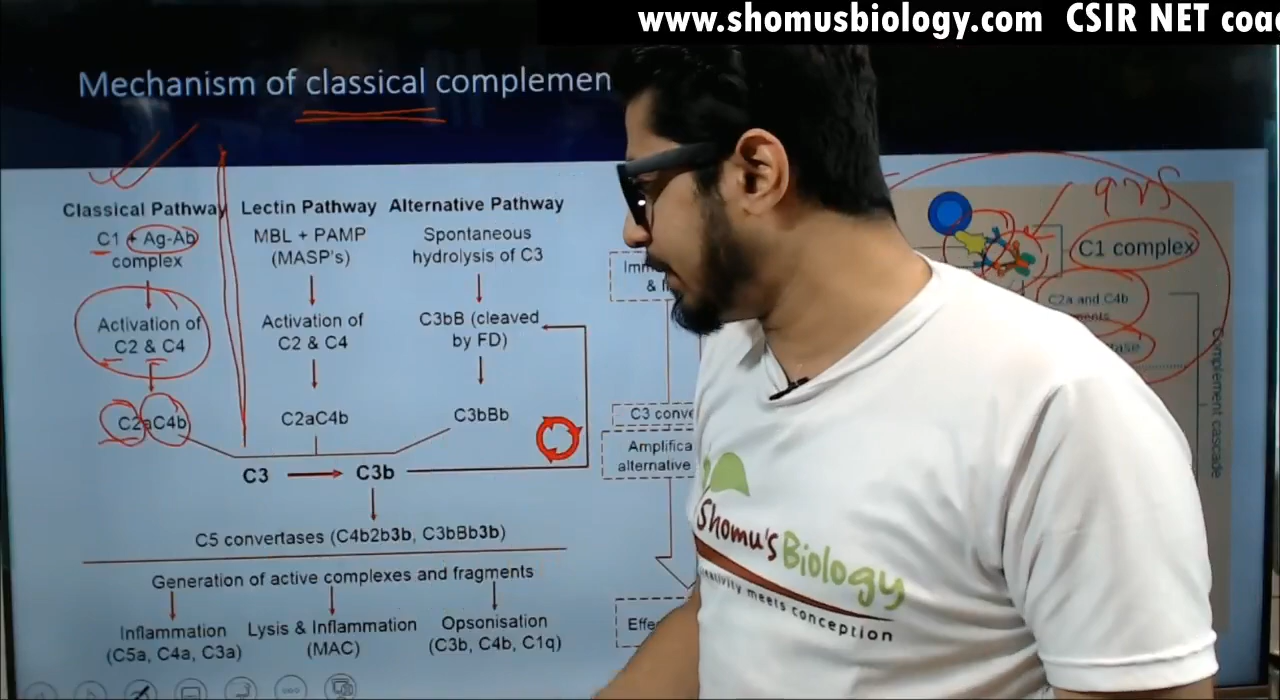 www.shomusbiology.com CSIR NET coac
Mechanism of classical complemen
Classical Pathway
C1 + Ag-Ab
complex
Activation of
C2 & C4
C2aC4b
Lectin Pathway
MBL + PAMP
(MASP's)
Activation of
C2 & C4
C2aC4b
Alternative Pathway
Spontaneous
hydrolysis of C3
C3bB (cleaved
by FD)
C3bBb
C3
C3b
C5 convertases (C4b2b3b, C3bBb3b)
Generation of active complexes and fragments
Inflammation
(C5a, C4a, C3a)
Lysis & Inflammation
(MAC)
Opsonisation
(C3b, C4b, C1q)
Imm
&
C3 conve
Amplifica
alternative
Effe
C1 complex
C2a and C4b
Complement cascade
Shomu's Biology
creativity meets conception